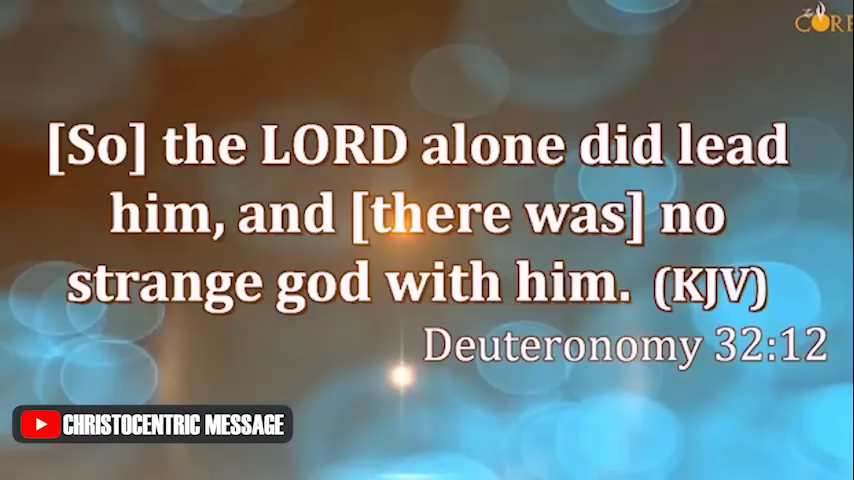 CORE
[So] the LORD alone did lead
him, and [there was] no
strange god with him. (KJV)
Deuteronomy 32:12
CHRISTOCENTRIC MESSAGE